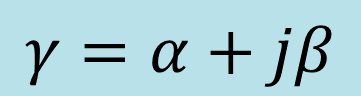 γ = α + jβ